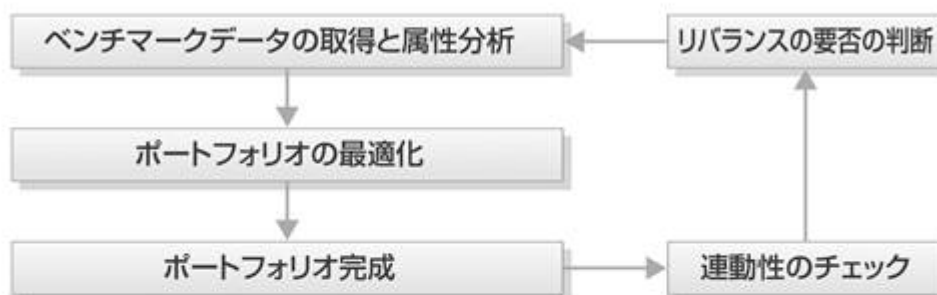 ベンチマークデータの取得と属性分析
リバランスの要否の判断
ポートフォリオの最適化
ポートフォリオ完成
連動性のチェック